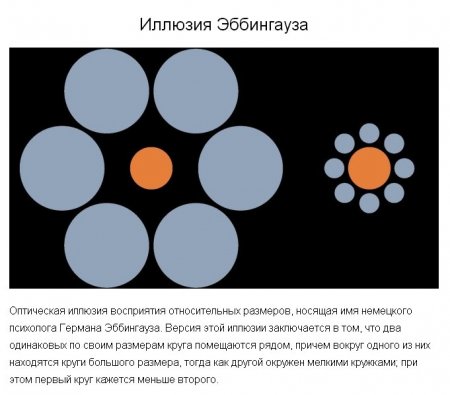 Иллюзия Эббингауза
Оптическая иллюзия восприятия относительных размеров, носящая имя немецкого
психолога Германа Эббингауза. Версия этой иллюзии заключается в том, что два
одинаковых по своим размерам круга помещаются рядом, причем вокруг одного из них
находятся круги большого размера, тогда как другой окружен мелкими кружками; при
этом первый круг кажется меньше второго.